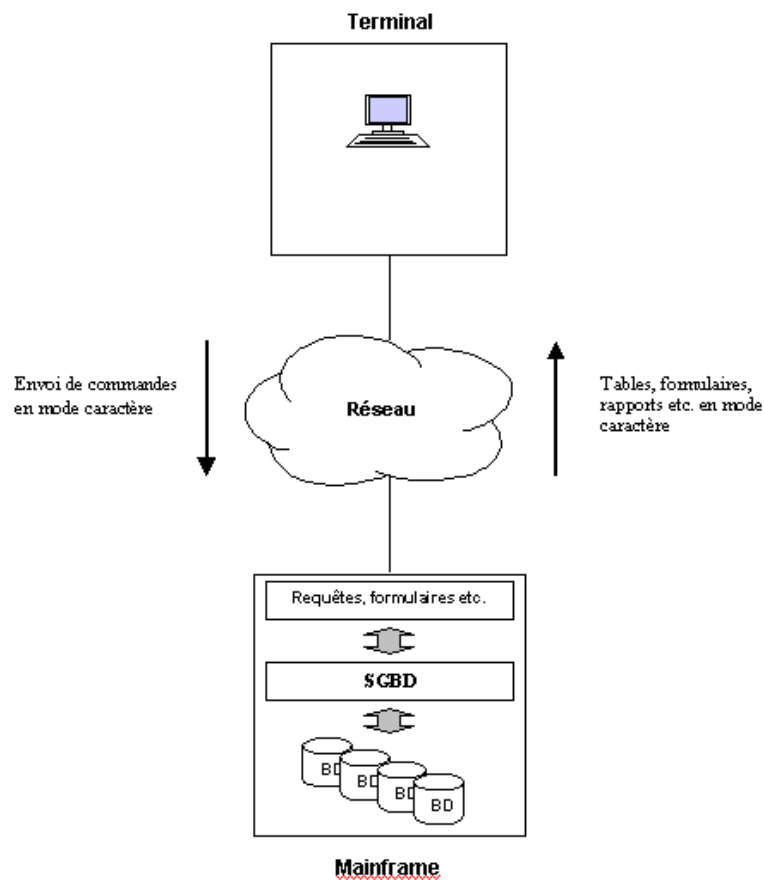 Terminal
Envoi de commandes
en mode caractère
Réseau
Tables, formulaires,
rapports etc. en mode
caractère
Requêtes, formulaires etc.
SGBD
BD
BD
BD
BD
Mainframe